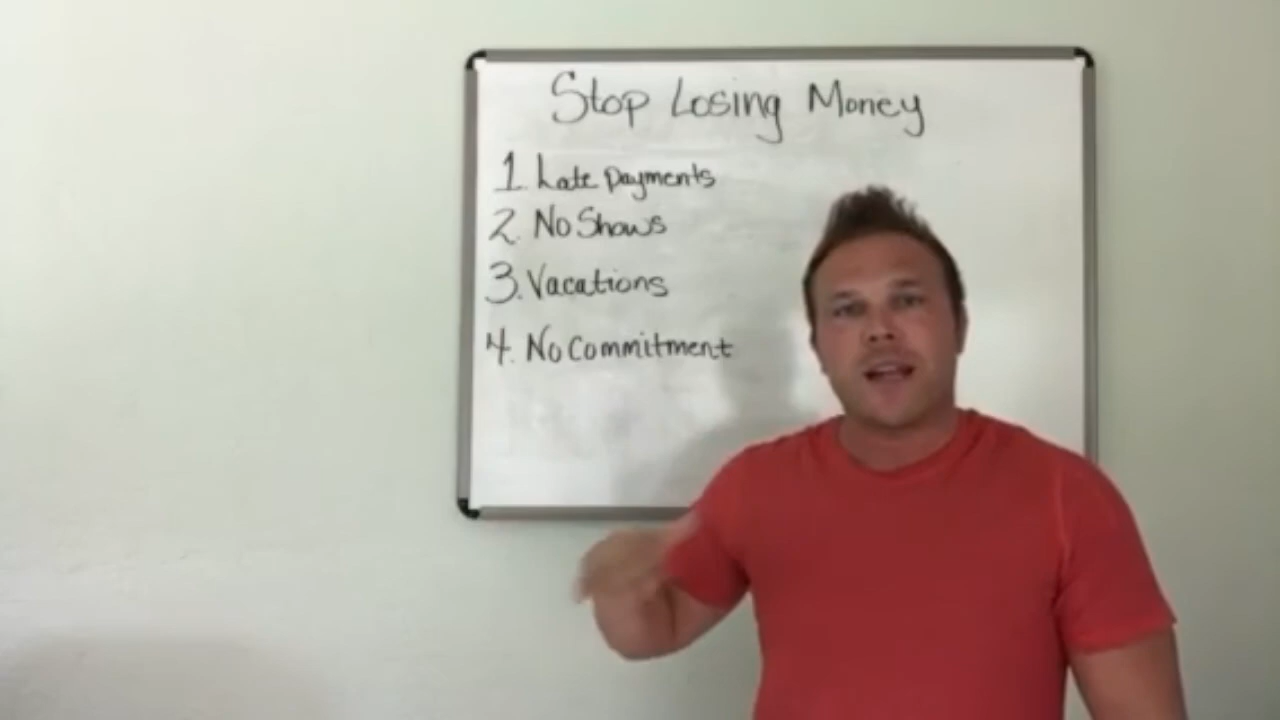 Stop Losing Money
1. Late Payments
2. No Shows
3. Vacations
4. No Commitment